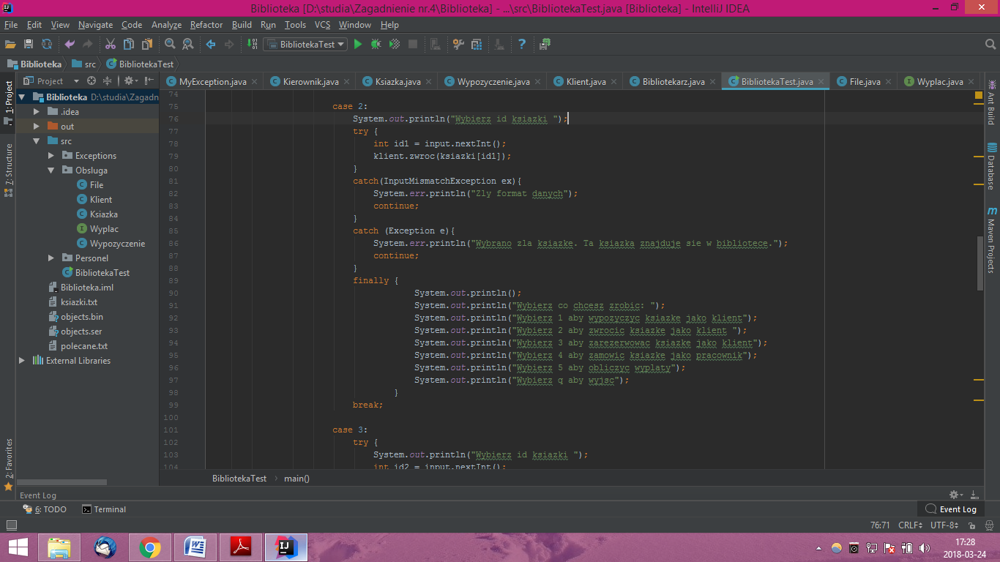 Biblioteka [D:\studia\Zagadnienie nr.4\Biblioteka] - ...\src\BibliotekaTest.java [Biblioteka] - IntelliJ IDEA
File Edit View Navigate Code Analyze Refactor Build Run Tools VCS Window Help
BibliotekaTest
Biblioteka src BibliotekaTest
Project
MyException.java Kierownik.java Ksiazka.java Wypozyczenie.java Klient.java Bibliotekarz.java BibliotekaTest.java File.java Wyplac.java
1: Project
7: Structure
2: Favorites
Biblioteka D:\studia\Zagadn
.idea
out
src
Exceptions
Obsluga
File
Klient
Ksiazka
Wyplac
Wypozyczenie
Personel
BibliotekaTest
Biblioteka.iml
ksiazki.txt
objects.bin
objects.ser
polecane.txt
External Libraries
74
75 case 2:
76 System.out.println("Wybierz id ksiazki ");
77 try {
78 int id1 = input.nextInt();
79 klient.zwroc(ksiazki[id1]);
80 }
81 catch(InputMismatchException ex){
82 System.err.println("Zly format danych");
83 continue;
84 }
85 catch (Exception e){
86 System.err.println("Wybrano zla ksiazke. Ta ksiazka znajduje sie w bibliotece.");
87 continue;
88 }
89 finally {
90 System.out.println();
91 System.out.println("Wybierz co chcesz zrobic: ");
92 System.out.println("Wybierz 1 aby wypozyczyc ksiazke jako klient");
93 System.out.println("Wybierz 2 aby zwrocic ksiazke jako klient ");
94 System.out.println("Wybierz 3 aby zarezerwowac ksiazke jako klient");
95 System.out.println("Wybierz 4 aby zamowic ksiazke jako pracownik");
96 System.out.println("Wybierz 5 aby obliczyc wyplaty");
97 System.out.println("Wybierz q aby wyjsc");
98 }
99 break;
100
101 case 3:
102 try {
103 System.out.println("Wybierz id ksiazki ");
104 int id2 = input.nextInt();
Ant Build
Database
Maven Projects
BibliotekaTest main()
Event Log
6: TODO Terminal Event Log
76:71 CRLF UTF-8
17:28
2018-03-24